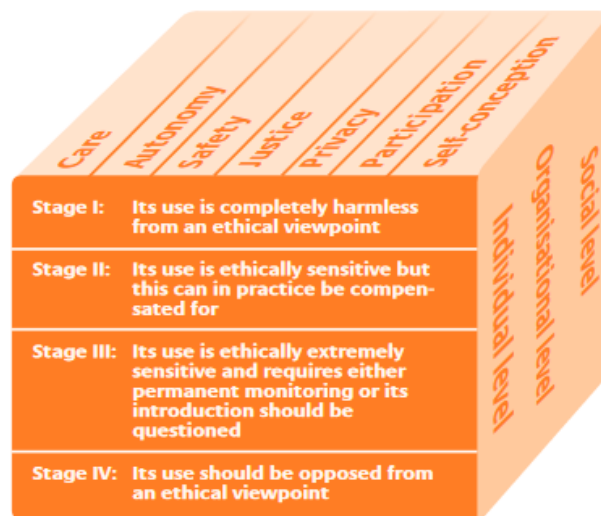 Care
Autonomy
Safety
Justice
Privacy
Participation
Self-conception
Stage I: Its use is completely harmless
from an ethical viewpoint
Stage II: Its use is ethically sensitive but
this can in practice be compen-
sated for
Stage III: Its use is ethically extremely
sensitive and requires either
permanent monitoring or its
introduction should be
questioned
Stage IV: Its use should be opposed from
an ethical viewpoint
Individual level
Organisational level
Social level